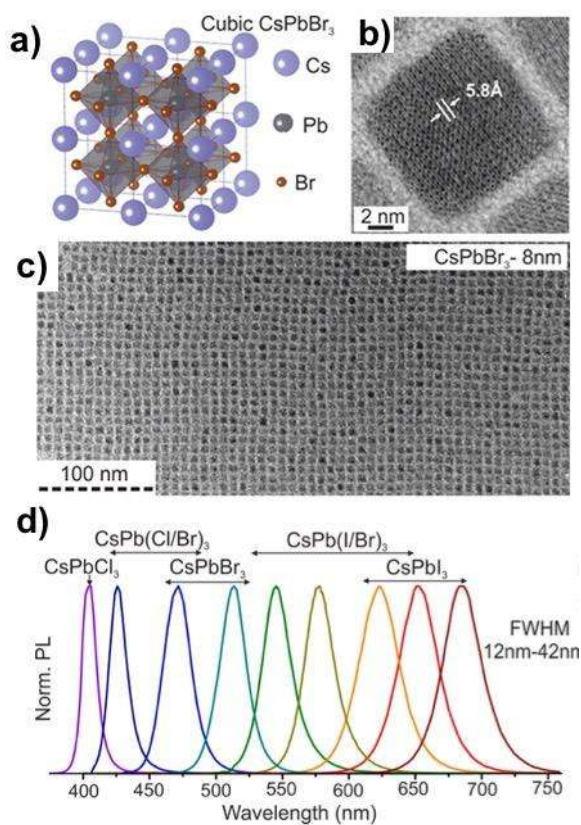 a)
Cubic CsPbBr₃
Cs
Pb
Br
b)
5.8Å
2 nm
c)
CsPbBr₃- 8nm
100 nm
d)
CsPb(Cl/Br)₃
CsPb(I/Br)₃
CsPbCl₃
CsPbBr₃
CsPbI₃
FWHM
12nm-42nm
Norm. PL
400 450 500 550 600 650 700 750
Wavelength (nm)